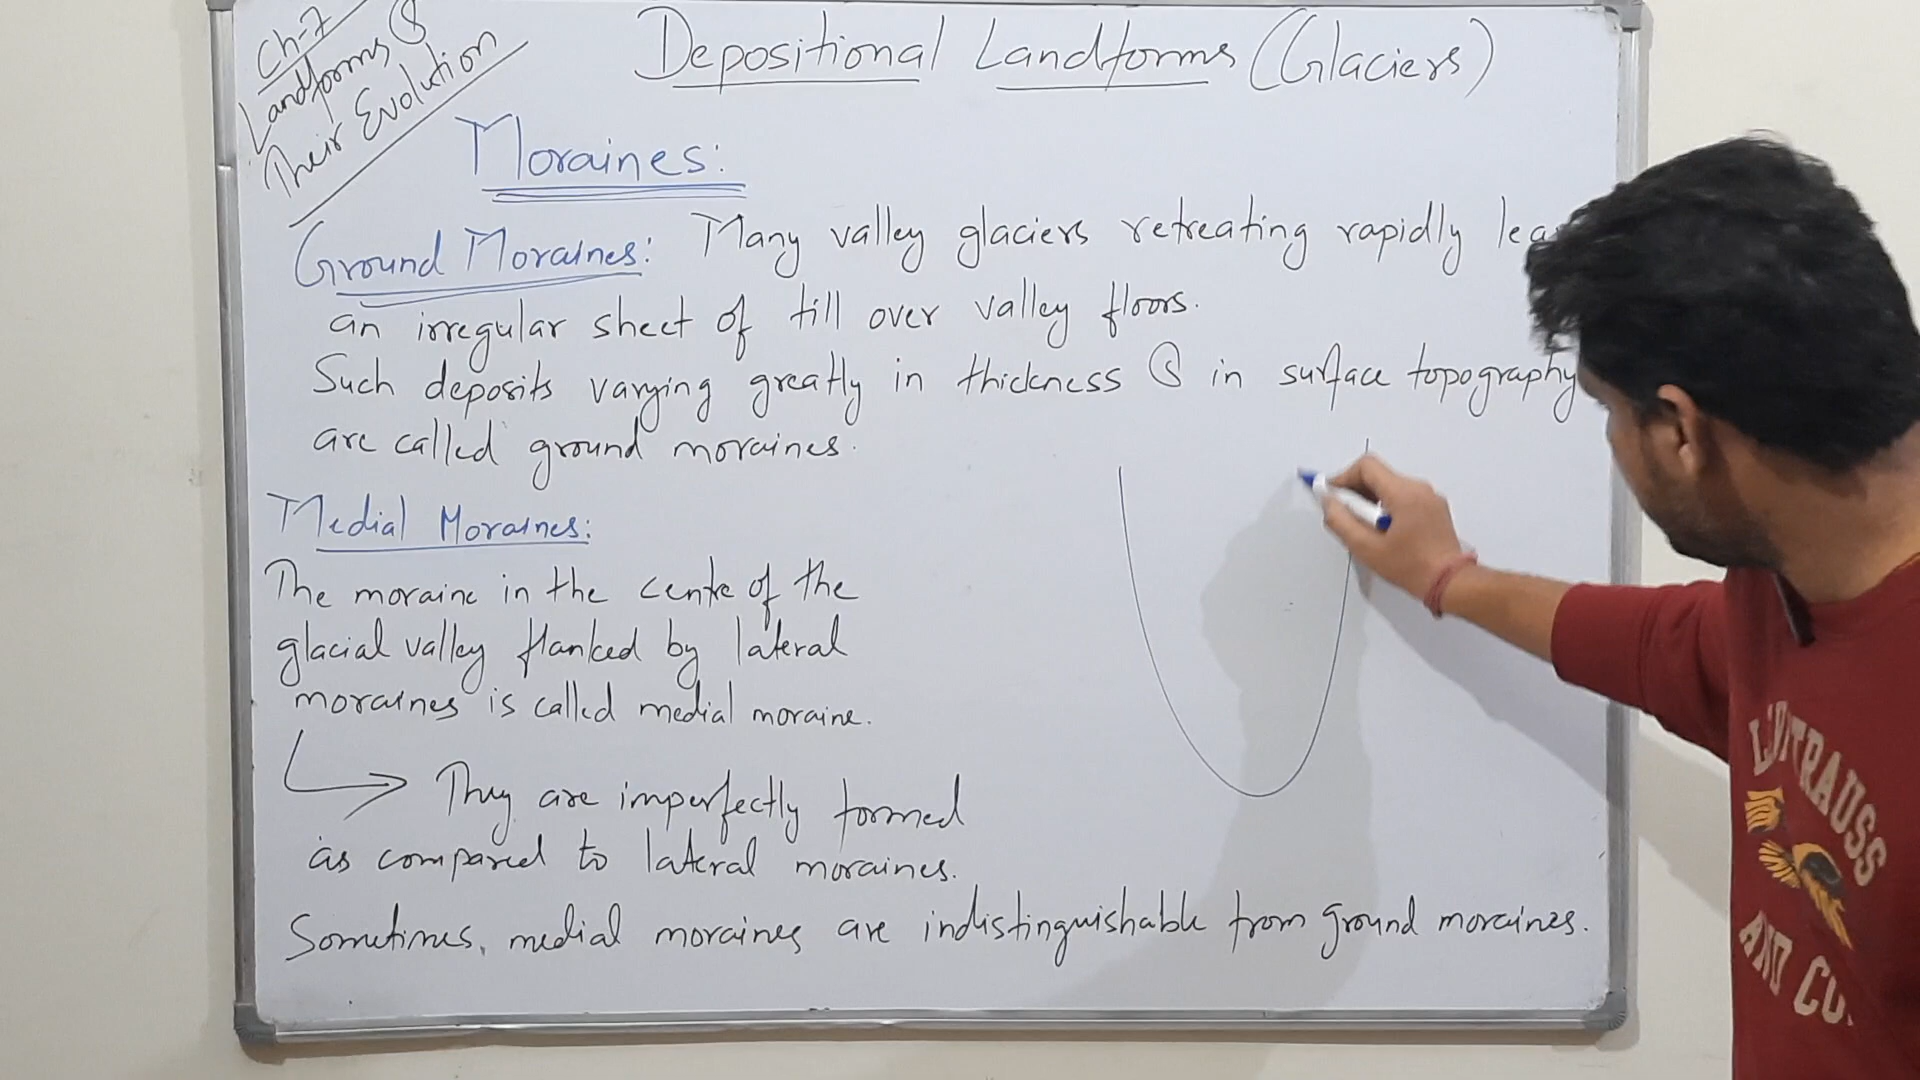 Ch-7
Landforms &
Their Evolution
Depositional Landforms (Glaciers)
Moraines:
Ground Moraines: Many valley glaciers retreating rapidly lea
an irregular sheet of till over valley floors.
Such deposits varying greatly in thickness & in surface topography
are called ground moraines.
Medial Moraines:
The moraine in the centre of the
glacial valley flanked by lateral
moraines is called medial moraine.
They are imperfectly formed
as compared to lateral moraines.
Sometimes, medial moraines are indistinguishable from ground moraines.
AND CO.